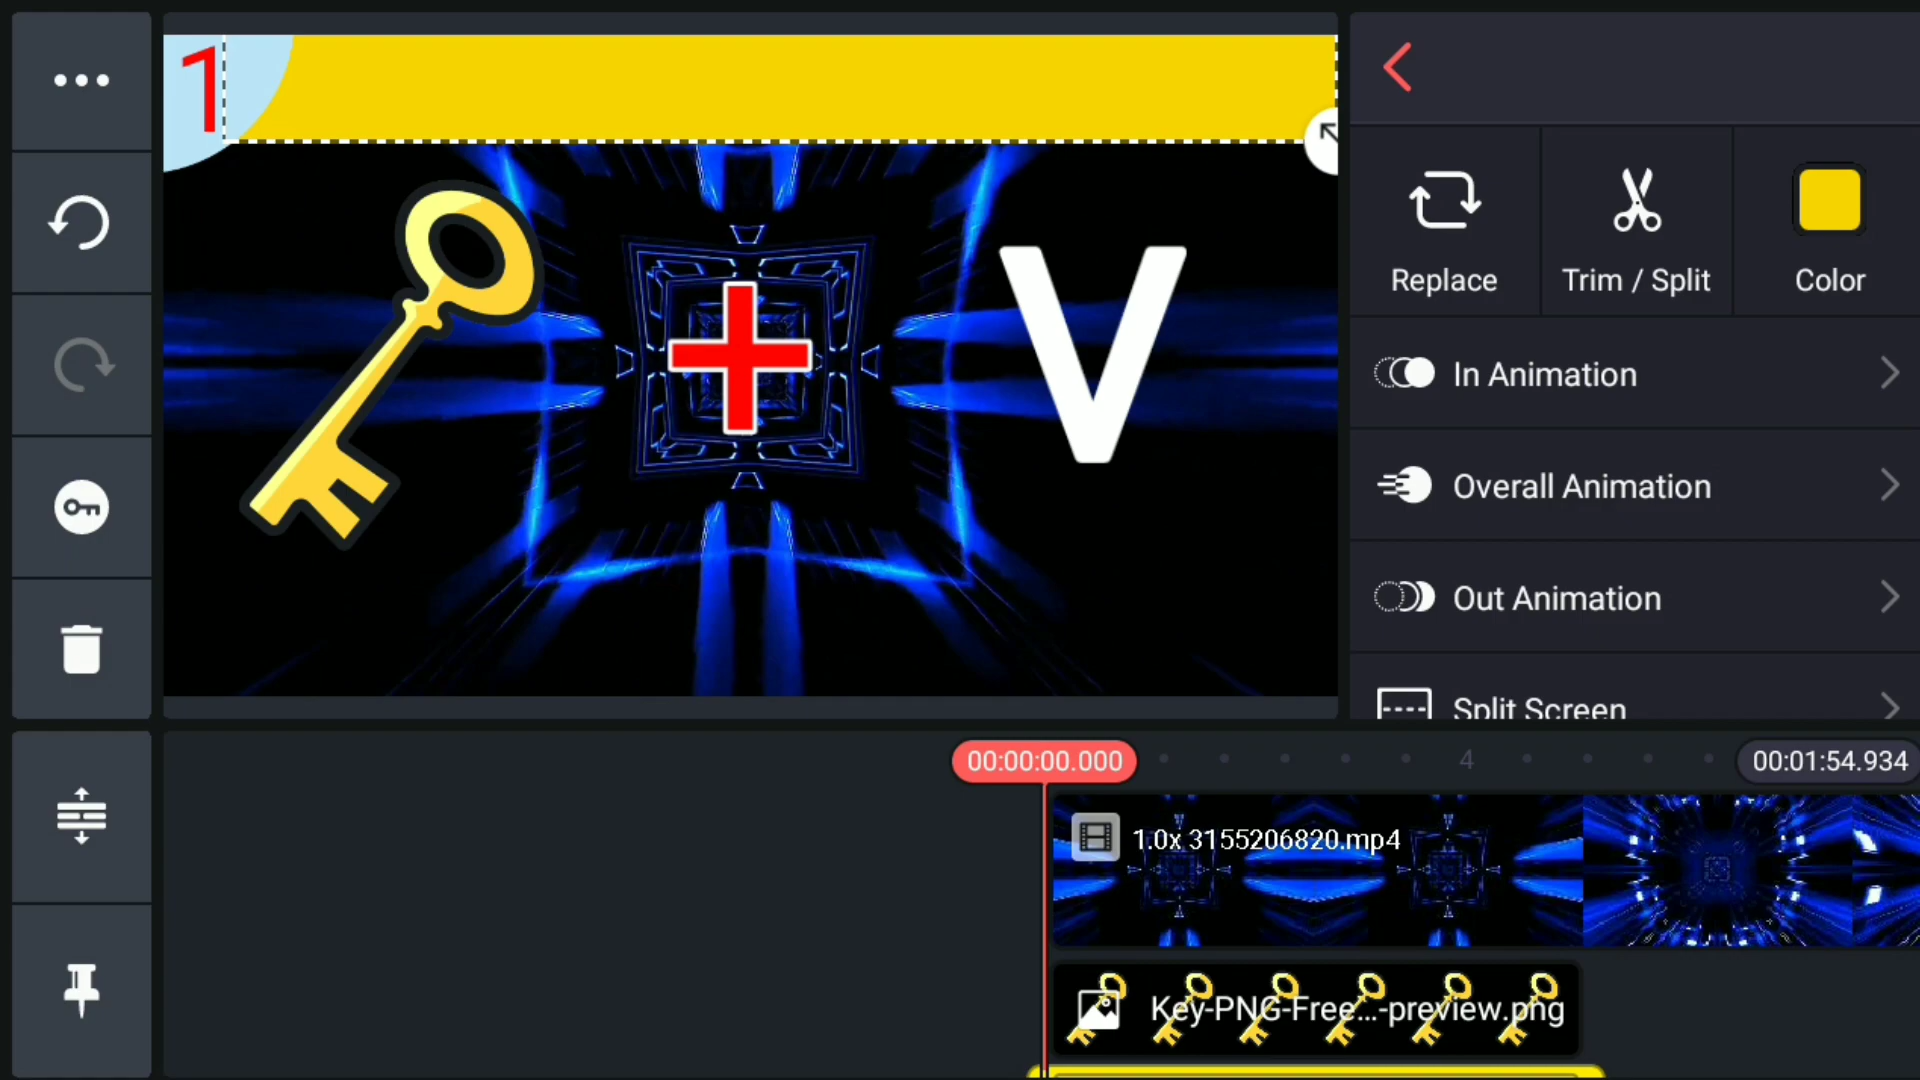 1
V
Replace
Trim / Split
Color
In Animation
Overall Animation
Out Animation
Split Screen
00:00:00.000
4
00:01:54.934
1.0x 3155206820.mp4
Key-PNG-Free...-preview.png